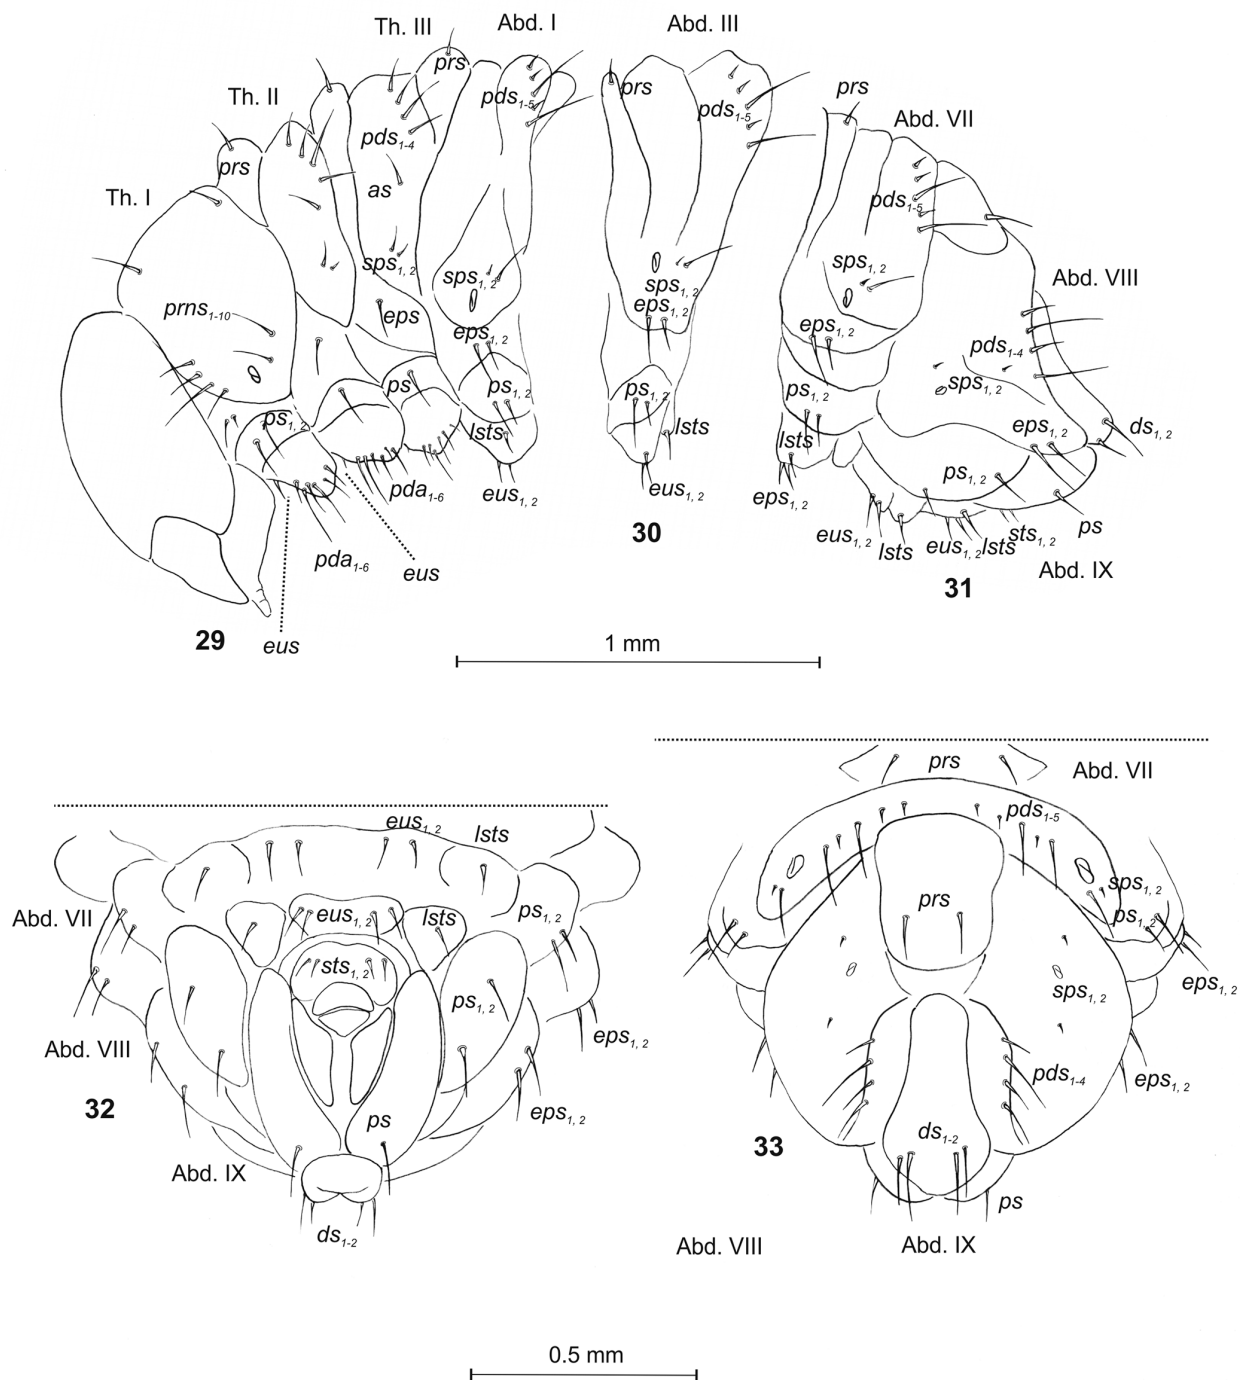 Th. III
Abd. I
Abd. III
prs
Th. II
prs
pds1-5
pds1-5
prs
Abd. VII
pds1-4
prs
Th. I
as
pds1-5
sps1, 2
sps1, 2
sps1, 2
sps1, 2
Abd. VIII
prns1-10
eps
eps1, 2
eps1, 2
eps1, 2
pds1-4
ps
ps1, 2
ps1, 2
ps1, 2
sps1, 2
ps1, 2
lsts
lsts
lsts
eps1, 2
ds1, 2
pda1-6
eus1, 2
eus1, 2
eps1, 2
ps1, 2
ps
pda1-6
eus
30
eus1, 2
lsts
eus1, 2
lsts
sts1, 2
Abd. IX
29
eus
31
1 mm
prs
Abd. VII
eus1, 2
lsts
pds1-5
Abd. VII
eus1, 2
lsts
ps1, 2
prs
sps1, 2
ps1, 2
sts1, 2
ps1, 2
sps1, 2
eps1, 2
Abd. VIII
eps1, 2
32
ps
eps1, 2
pds1-4
eps1, 2
Abd. IX
33
ds1-2
ds1-2
ps
Abd. VIII
Abd. IX
0.5 mm